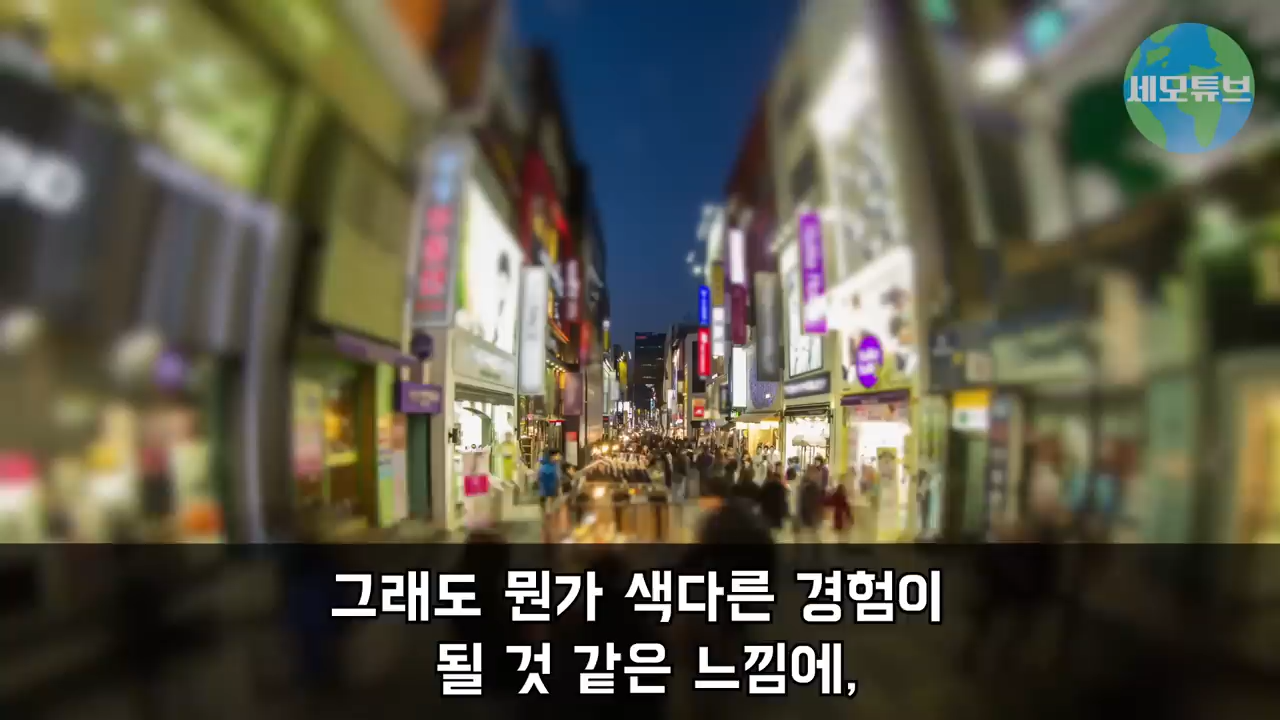 세모튜브
그래도 뭔가 색다른 경험이
될 것 같은 느낌에,